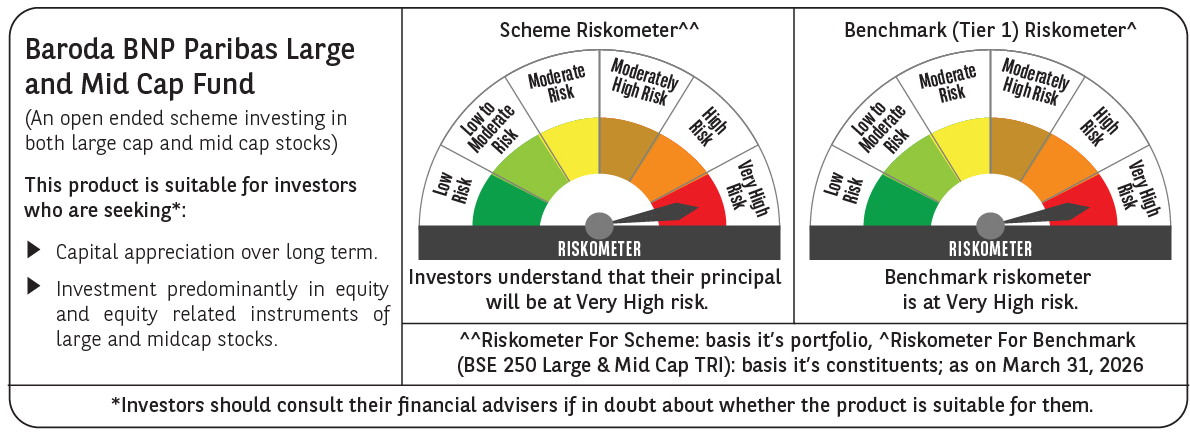 Baroda BNP Paribas Large
and Mid Cap Fund
(An open ended scheme investing in
both large cap and mid cap stocks)
This product is suitable for investors
who are seeking*:
Capital appreciation over long term.
Investment predominantly in equity
and equity related instruments of
large and midcap stocks.
Scheme Riskometer^^
Low
Risk
Low to
Moderate
Risk
Moderate
Risk
Moderately
High Risk
High
Risk
Very High
Risk
RISKOMETER
Investors understand that their principal
will be at Very High risk.
Benchmark (Tier 1) Riskometer^
Low
Risk
Low to
Moderate
Risk
Moderate
Risk
Moderately
High Risk
High
Risk
Very High
Risk
RISKOMETER
Benchmark riskometer
is at Very High risk.
^^Riskometer For Scheme: basis it's portfolio, ^Riskometer For Benchmark
(BSE 250 Large & Mid Cap TRI): basis it's constituents; as on March 31, 2026
*Investors should consult their financial advisers if in doubt about whether the product is suitable for them.